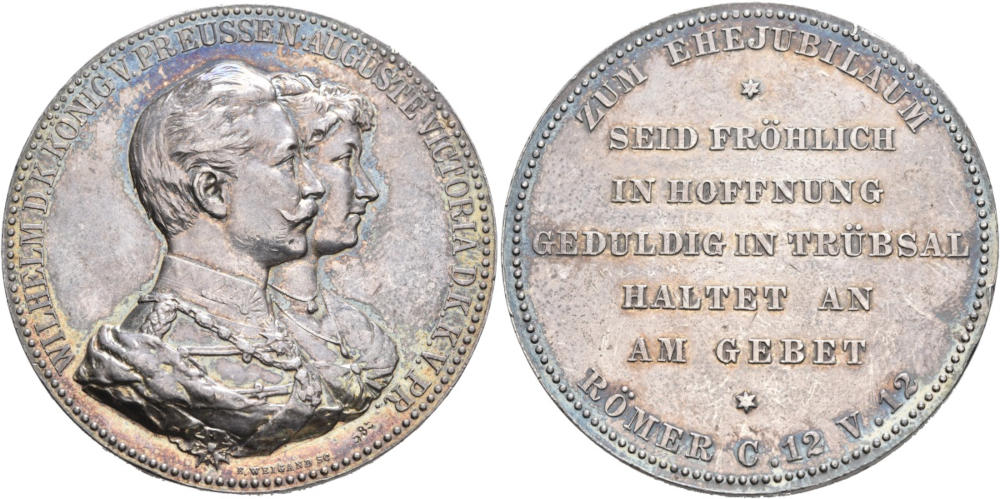 WILHELM D.K.KÖNIG V. PREUSSEN. AUGUSTE VICTORIA D.K.K.V.PR.
E. WEIGAND SC
ZUM EHEJUBILAUM
SEID FRÖHLICH
IN HOFFNUNG
GEDULDIG IN TRÜBSAL
HALTET AN
AM GEBET
RÖMER C.12 V.12